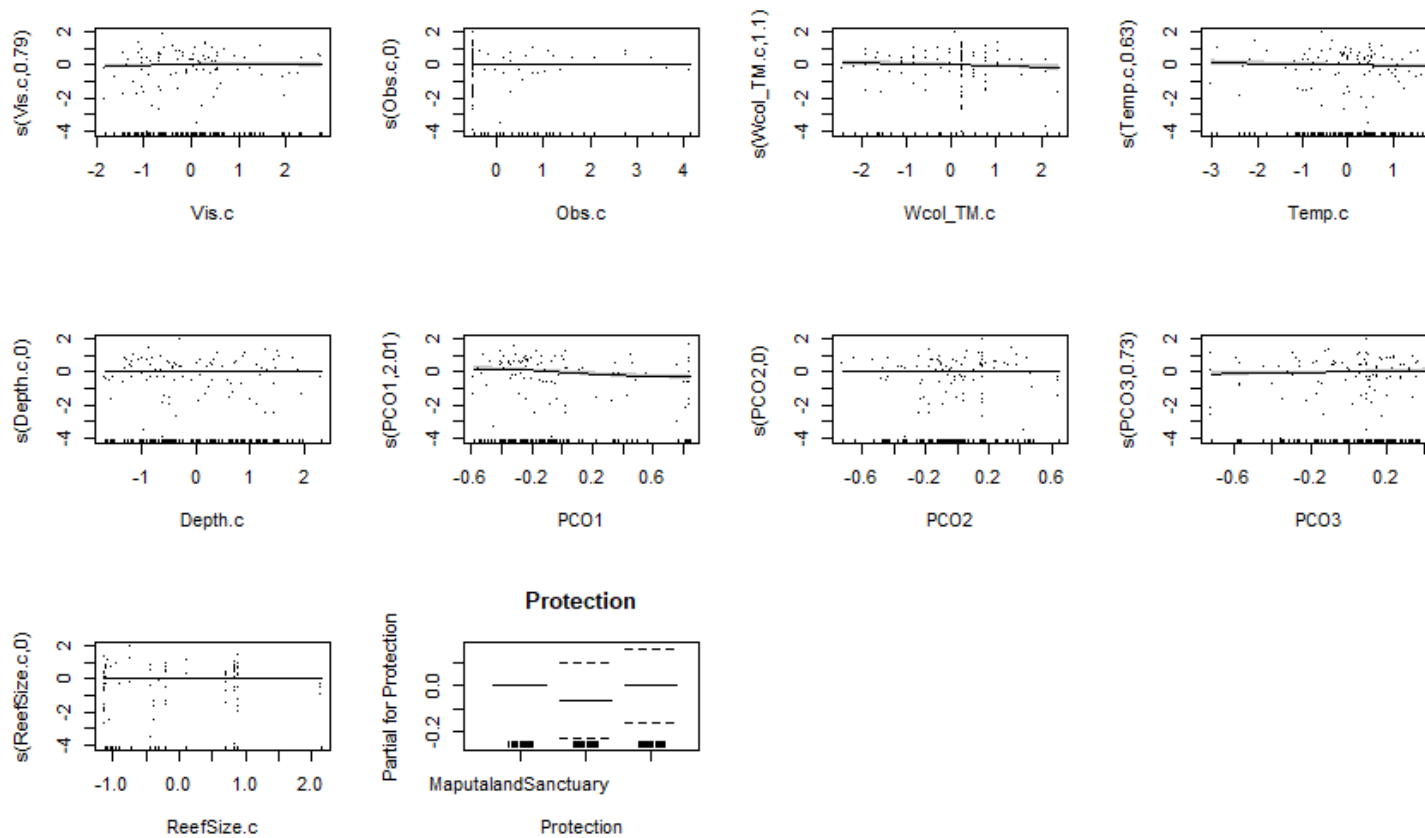 s(Vis.c,0.79)
2
0
-2
-4
-2 -1 0 1 2
Vis.c
s(Obs.c,0)
2
0
-2
-4
0 1 2 3 4
Obs.c
s(Wcol_TM.c,1.1)
2
0
-2
-4
-2 -1 0 1 2
Wcol_TM.c
s(Temp.c,0.63)
2
0
-2
-4
-3 -2 -1 0 1
Temp.c
s(Depth.c,0)
2
0
-2
-4
-1 0 1 2
Depth.c
s(PCO1,2.01)
2
0
-2
-4
-0.6 -0.2 0.2 0.6
PCO1
s(PCO2,0)
2
0
-2
-4
-0.6 -0.2 0.2 0.6
PCO2
s(PCO3,0.73)
2
0
-2
-4
-0.6 -0.2 0.2
PCO3
s(ReefSize.c,0)
2
0
-2
-4
-1.0 0.0 1.0 2.0
ReefSize.c
Protection
Partial for Protection
0.0
-0.2
MaputalandSanctuary
Protection